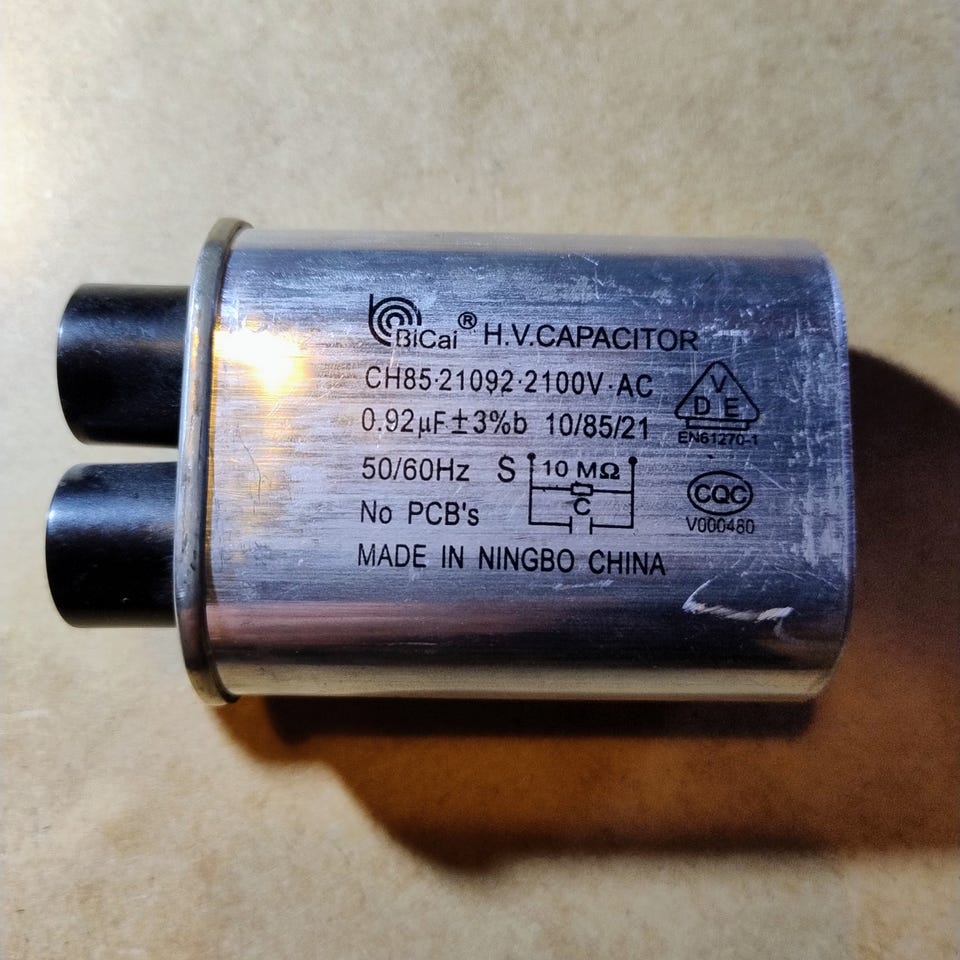 BiCai® H.V.CAPACITOR
CH85·21092·2100V·AC
0.92μF±3%b 10/85/21
VDE
EN61270-1
50/60Hz S 10 MΩ
C
No PCB's
CQC
V000480
MADE IN NINGBO CHINA